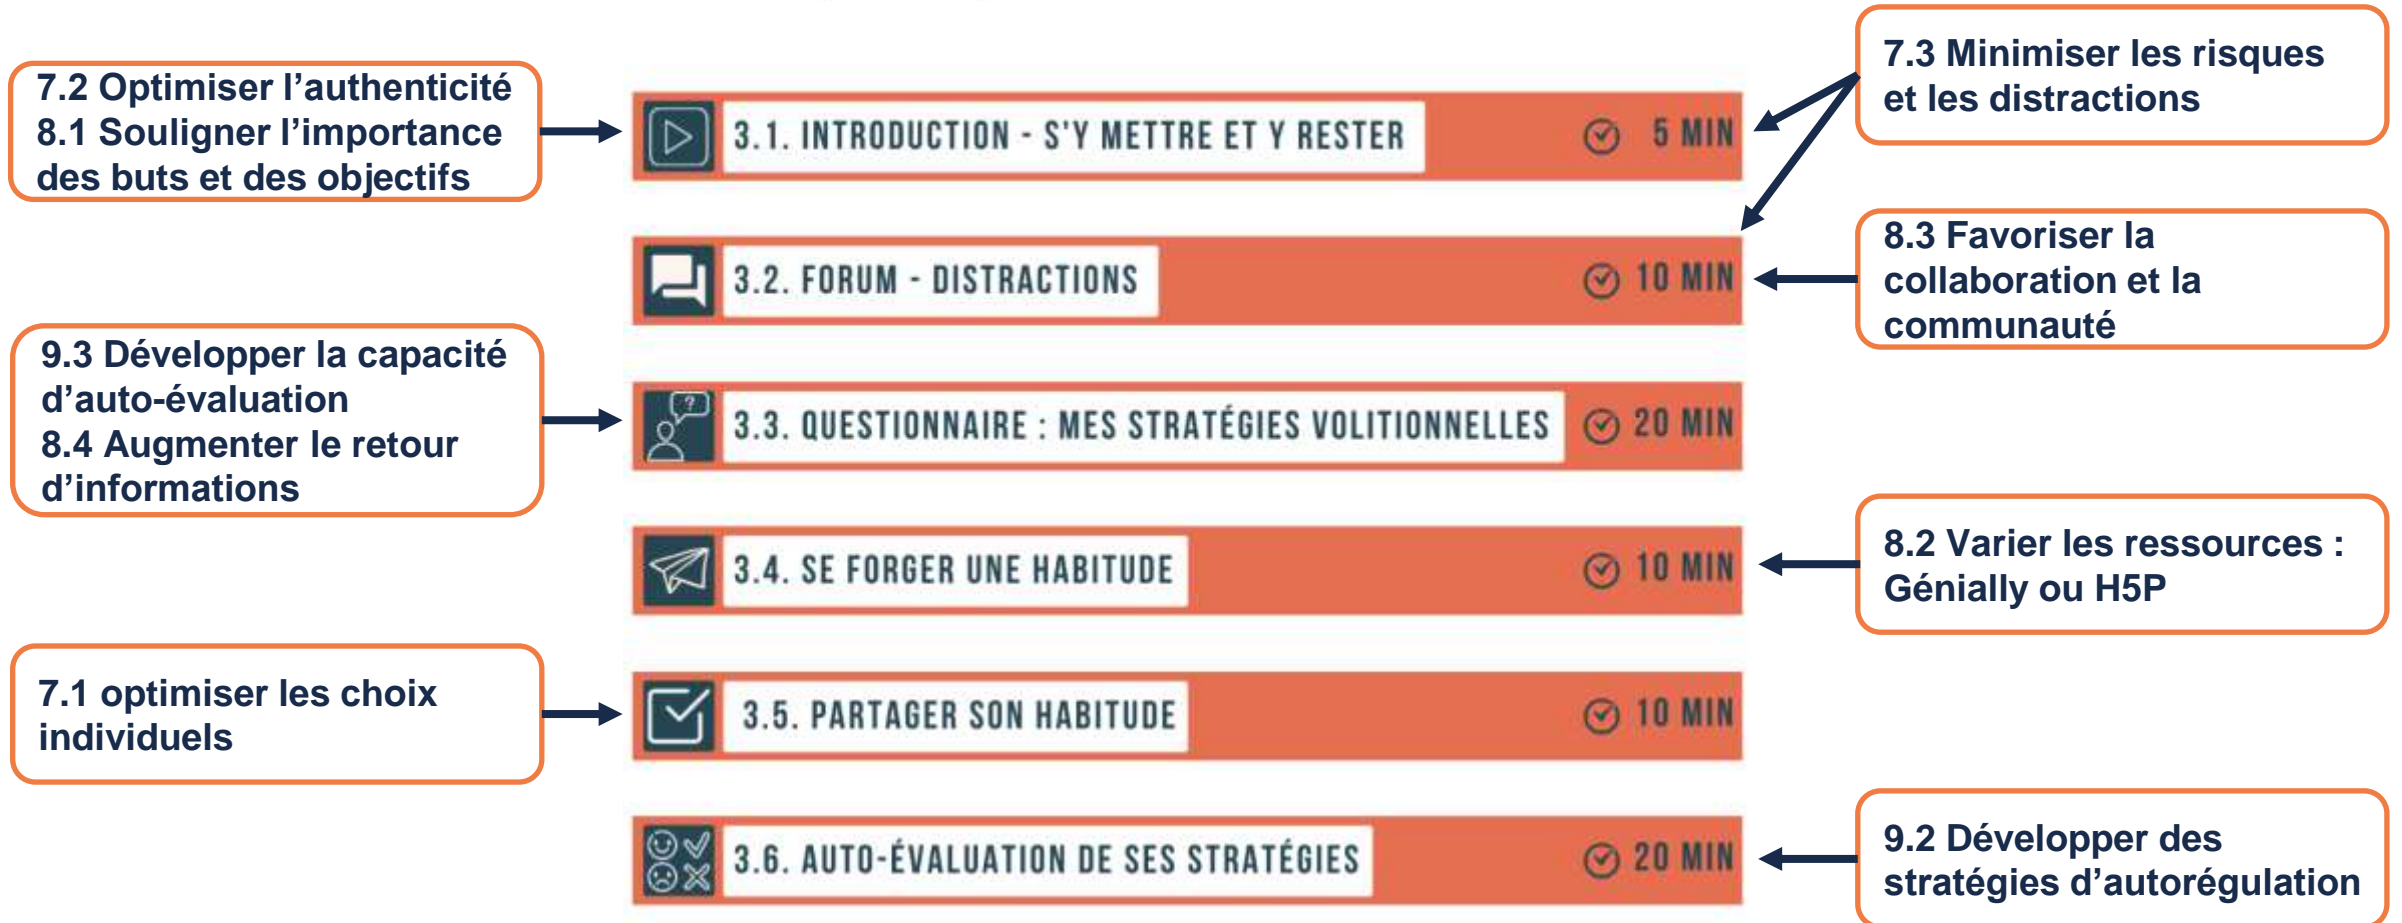 7.2 Optimiser l’authenticité
8.1 Souligner l’importance
des buts et des objectifs
3.1. INTRODUCTION - S'Y METTRE ET Y RESTER
5 MIN
7.3 Minimiser les risques
et les distractions
3.2. FORUM - DISTRACTIONS
10 MIN
8.3 Favoriser la
collaboration et la
communauté
9.3 Développer la capacité
d’auto-évaluation
8.4 Augmenter le retour
d’informations
3.3. QUESTIONNAIRE : MES STRATÉGIES VOLITIONNELLES
20 MIN
3.4. SE FORGER UNE HABITUDE
10 MIN
8.2 Varier les ressources :
Génially ou H5P
7.1 optimiser les choix
individuels
3.5. PARTAGER SON HABITUDE
10 MIN
3.6. AUTO-ÉVALUATION DE SES STRATÉGIES
20 MIN
9.2 Développer des
stratégies d’autorégulation